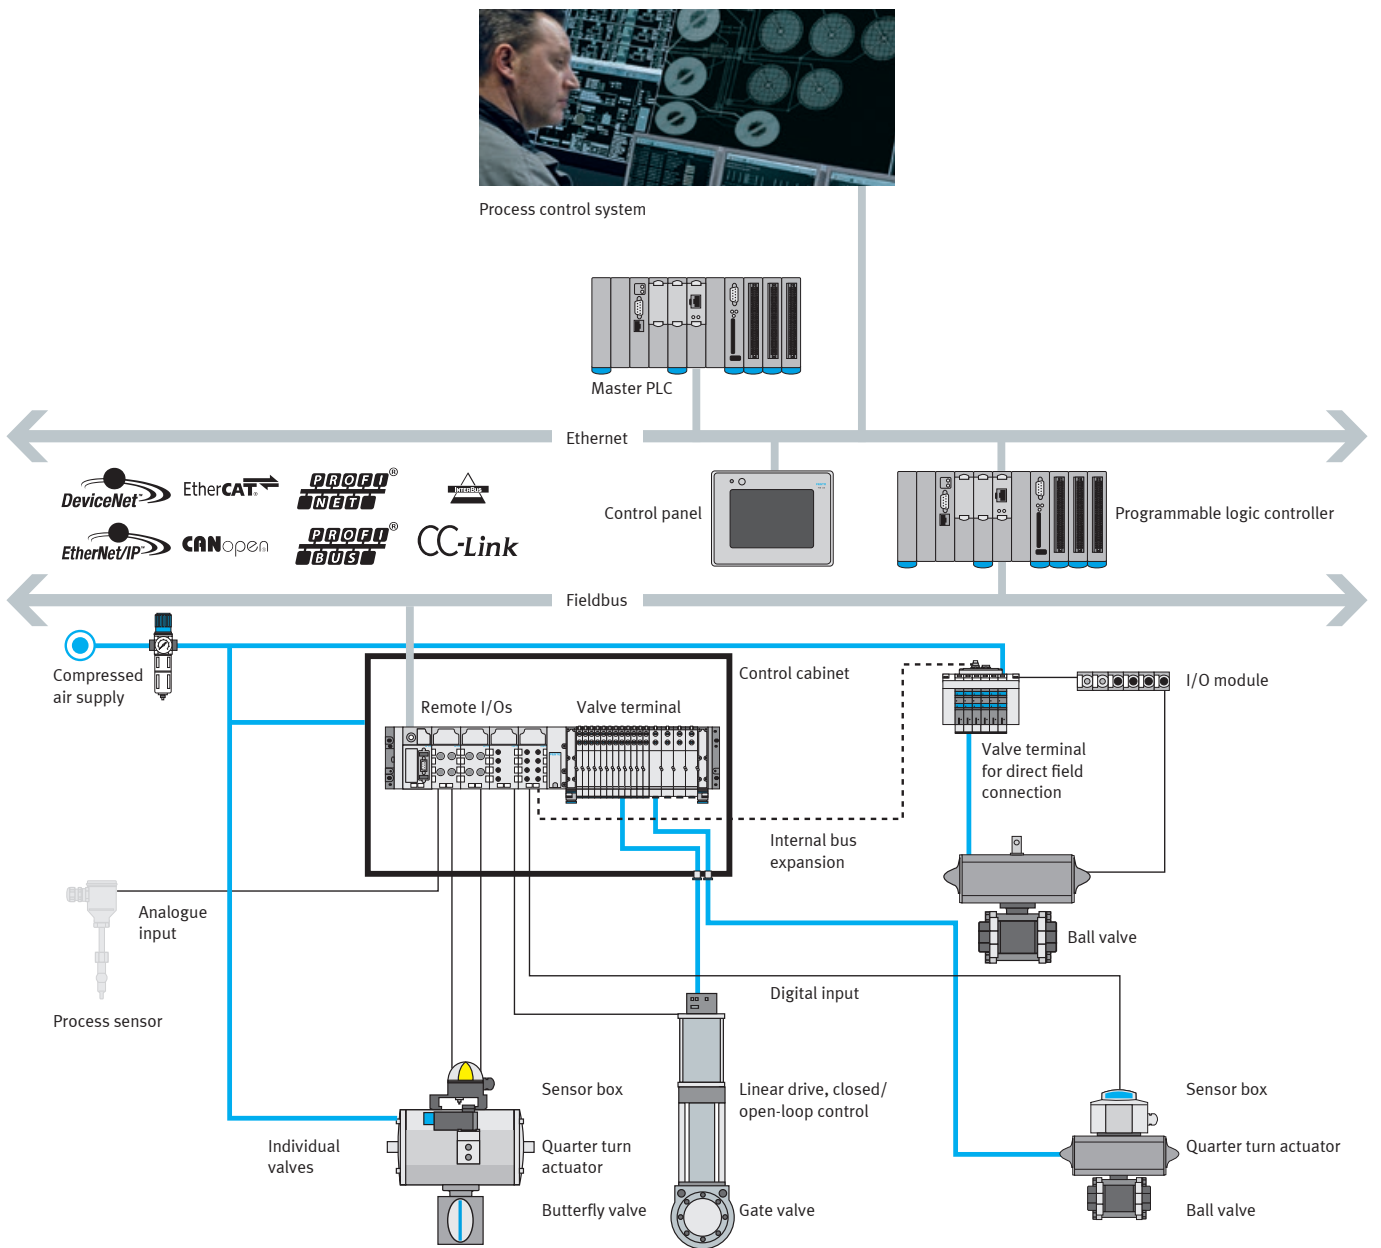 Process control system
Master PLC
Ethernet
DeviceNet™
EtherCAT®
PROFI®
NET
INTERBUS
EtherNet/IP™
CANopen
PROFI®
BUS
CC-Link
Control panel
Programmable logic controller
Fieldbus
Compressed
air supply
Control cabinet
Remote I/Os
Valve terminal
I/O module
Valve terminal
for direct field
connection
Internal bus
expansion
Analogue
input
Ball valve
Process sensor
Digital input
Sensor box
Linear drive, closed/
open-loop control
Sensor box
Individual
valves
Quarter turn
actuator
Quarter turn actuator
Butterfly valve
Gate valve
Ball valve